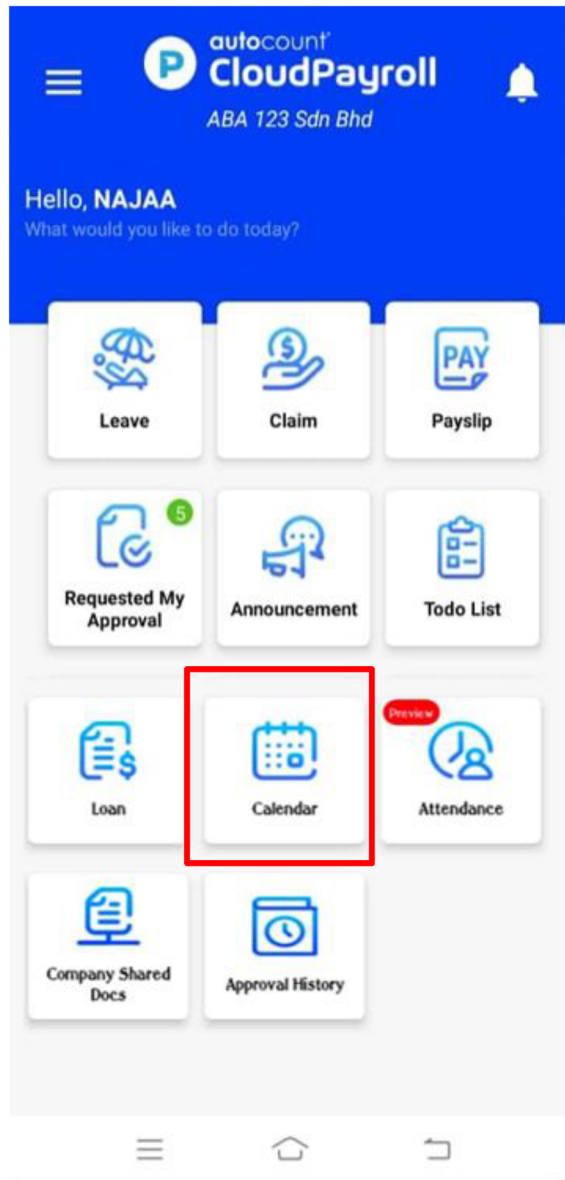 autocount
CloudPayroll
ABA 123 Sdn Bhd
Hello, NAJAA
What would you like to do today?
$
PAY
Leave
Claim
Payslip
5
Requested My
Approval
Announcement
Todo List
Preview
$
Loan
Calendar
Attendance
Company Shared
Docs
Approval History